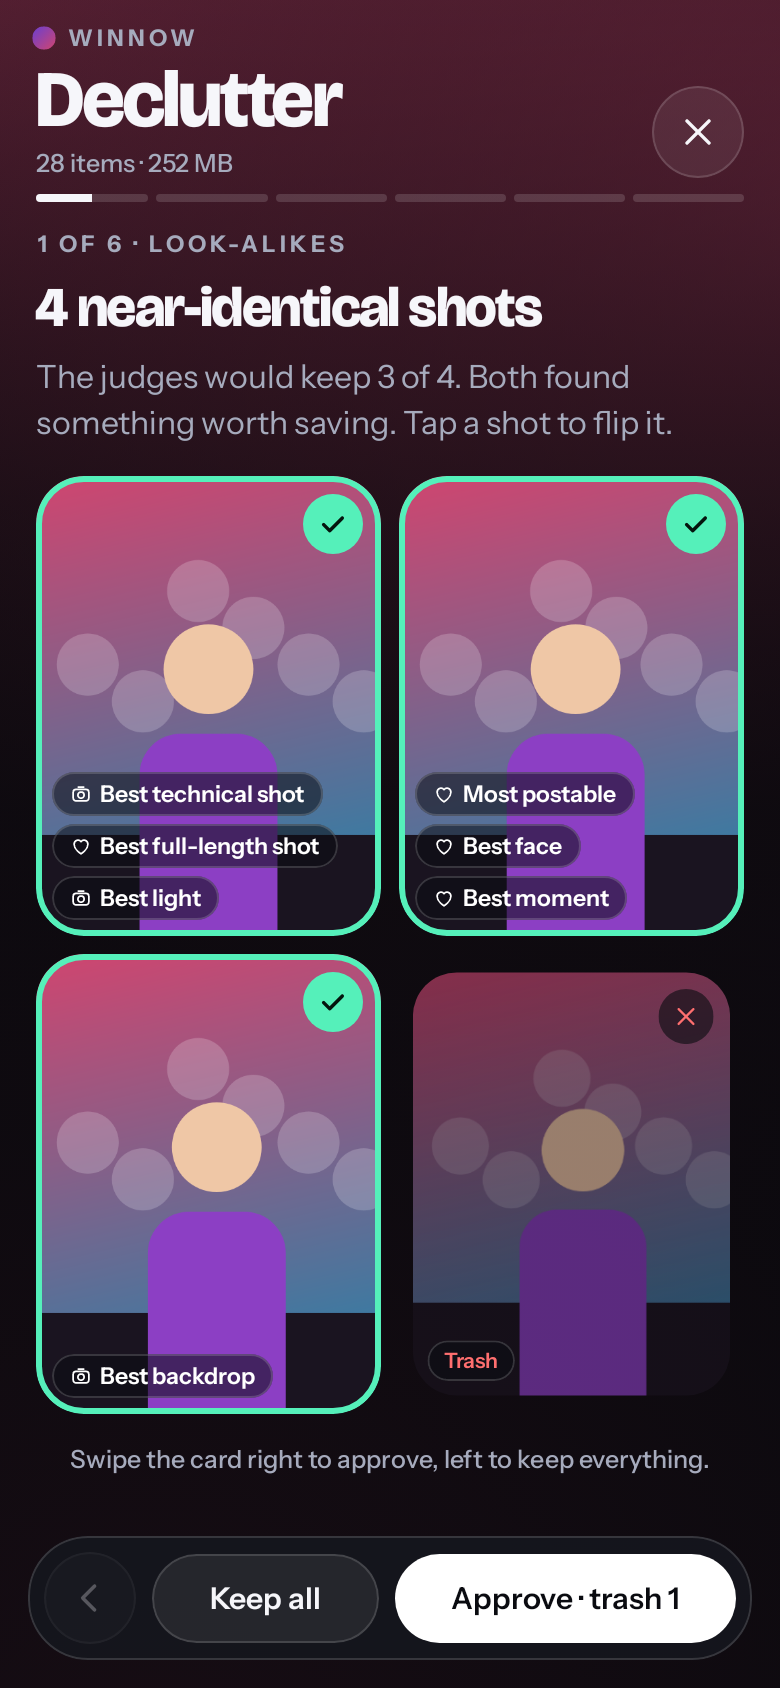 WINNOW
Declutter
28 items · 252 MB
1 OF 6 · LOOK-ALIKES
4 near-identical shots
The judges would keep 3 of 4. Both found
something worth saving. Tap a shot to flip it.
Best technical shot
Best full-length shot
Best light
Most postable
Best face
Best moment
Best backdrop
Trash
Swipe the card right to approve, left to keep everything.
Keep all
Approve · trash 1